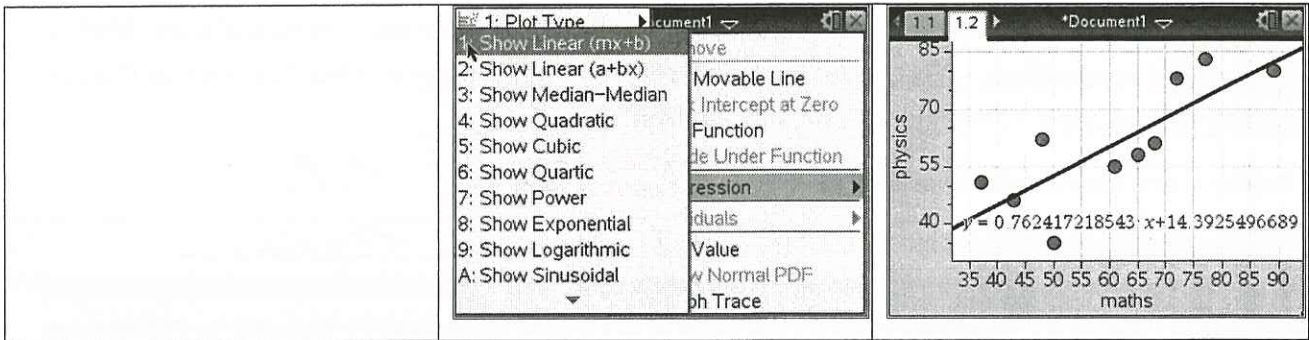 1: Plot Type
1: Show Linear (mx+b)
2: Show Linear (a+bx)
3: Show Median-Median
4: Show Quadratic
5: Show Cubic
6: Show Quartic
7: Show Power
8: Show Exponential
9: Show Logarithmic
A: Show Sinusoidal
cument1
ove
Movable Line
Intercept at Zero
Function
de Under Function
ression
iduals
Value
w Normal PDF
ph Trace
1.1 1.2 *Document1
85
70
55
40
physics
y = 0.762417218543·x+14.3925496689
35 40 45 50 55 60 65 70 75 80 85 90
maths